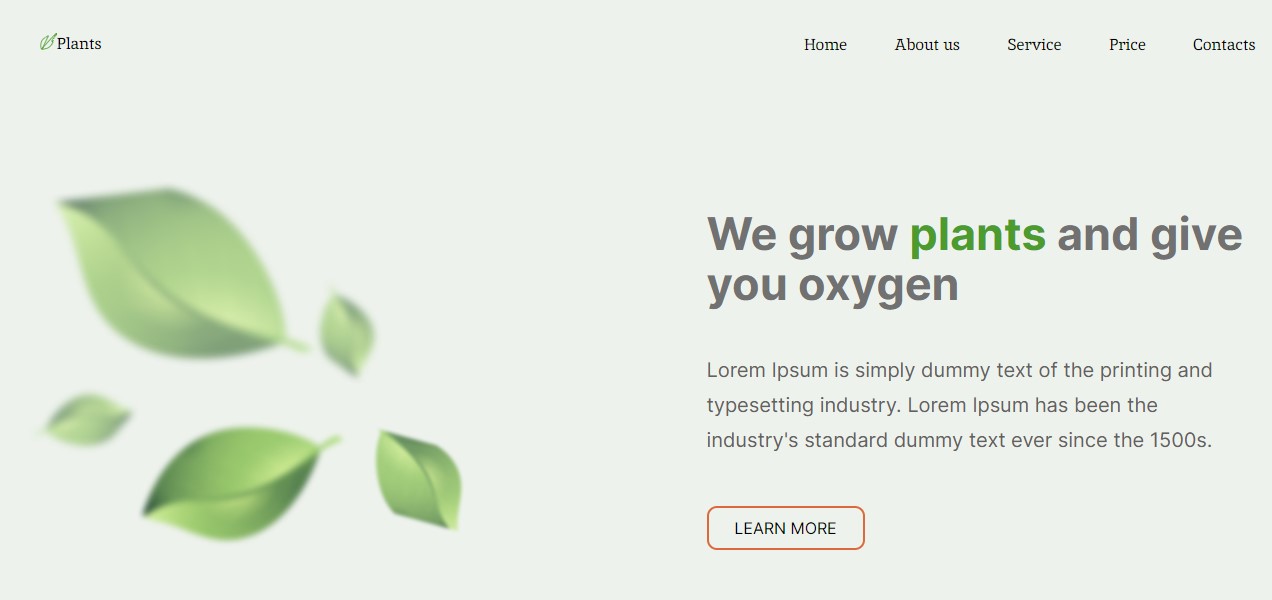 Plants
Home About us Service Price Contacts
We grow plants and give
you oxygen
Lorem Ipsum is simply dummy text of the printing and
typesetting industry. Lorem Ipsum has been the
industry's standard dummy text ever since the 1500s.
LEARN MORE